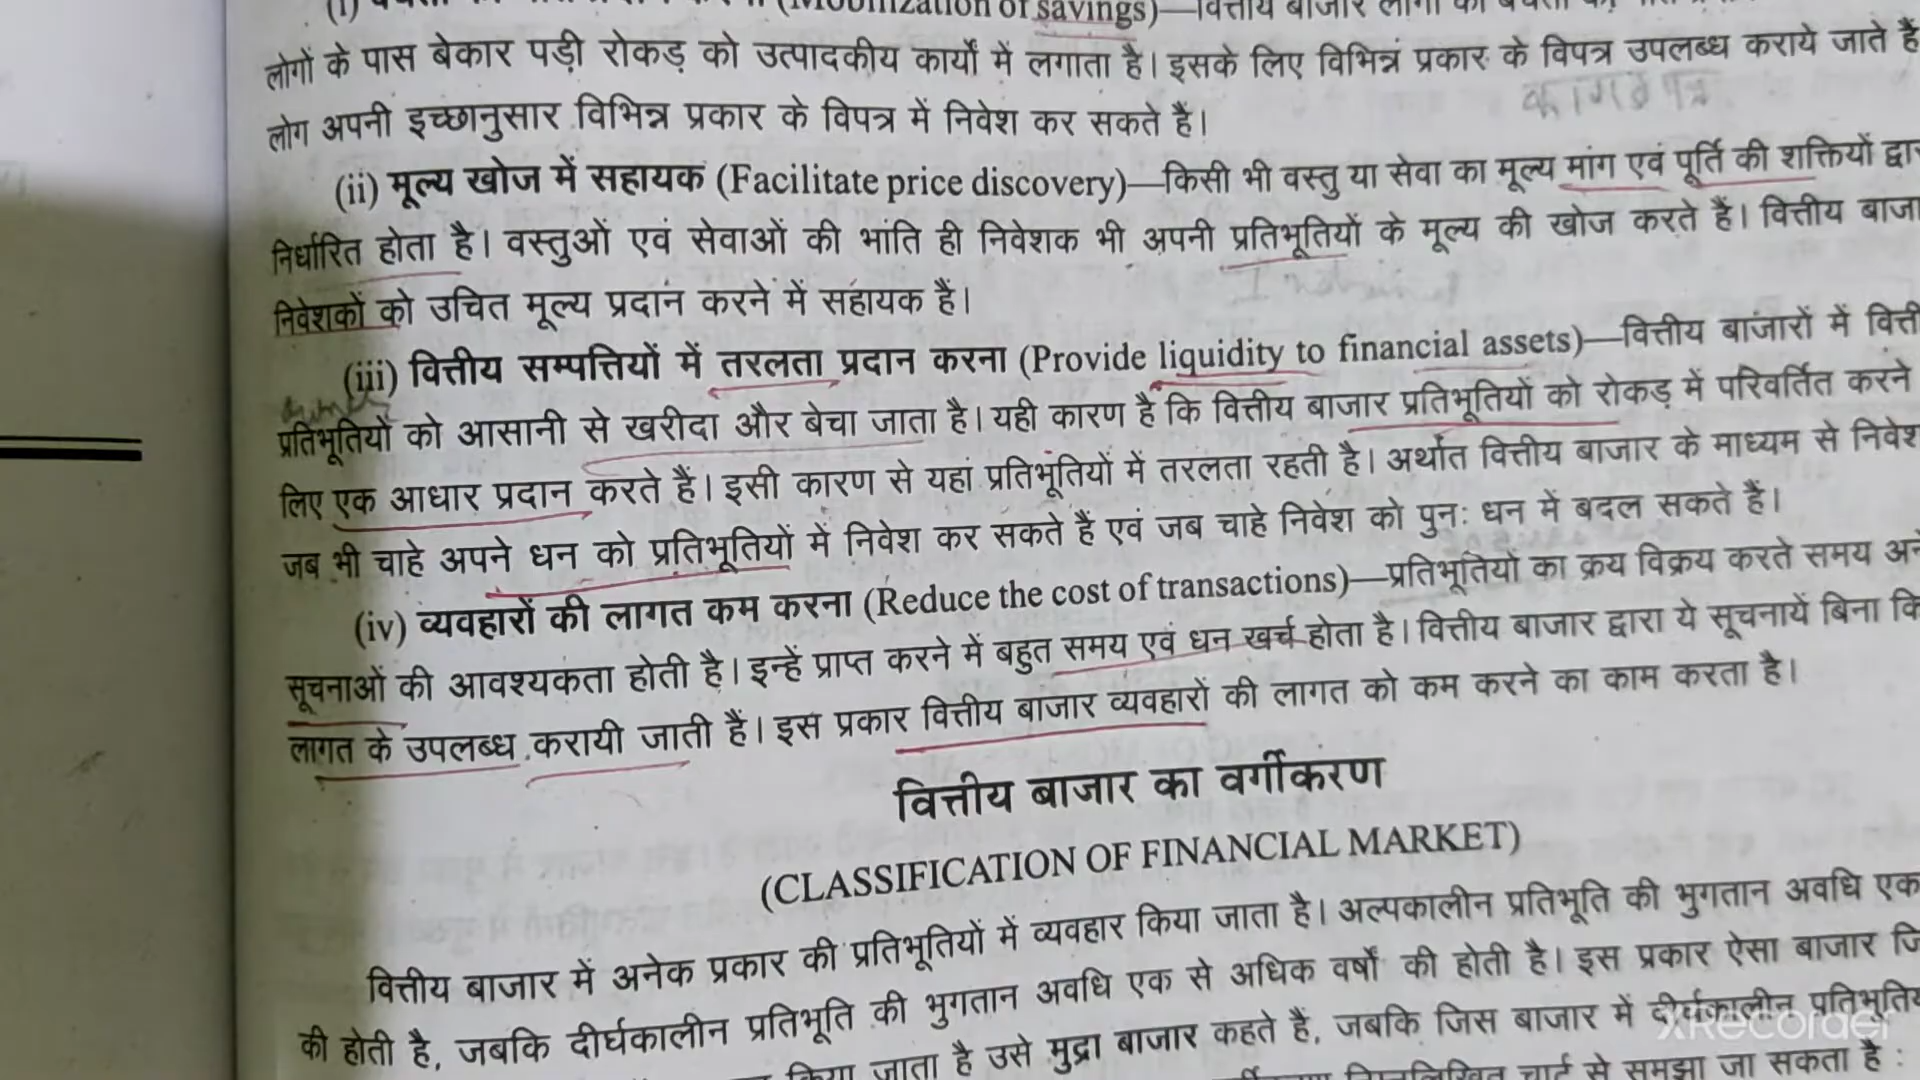 (Mobilization of savings)—वित्तीय बाजार लोगों की
लोगों के पास बेकार पड़ी रोकड़ को उत्पादकीय कार्यों में लगाता है। इसके लिए विभिन्न प्रकार के विपत्र उपलब्ध कराये जाते हैं
लोग अपनी इच्छानुसार विभिन्न प्रकार के विपत्र में निवेश कर सकते है।
(ii) मूल्य खोज में सहायक (Facilitate price discovery)—किसी भी वस्तु या सेवा का मूल्य मांग एवं पूर्ति की शक्तियों
निर्धारित होता है। वस्तुओं एवं सेवाओं की भांति ही निवेशक भी अपनी प्रतिभूतियों के मूल्य की खोज करते हैं। वित्तीय
निवेशकों को उचित मूल्य प्रदान करने में सहायक हैं।
(iii) वित्तीय सम्पत्तियों में तरलता प्रदान करना (Provide liquidity to financial assets)—वित्तीय बाजारों में
प्रतिभूतियों को आसानी से खरीदा और बेचा जाता है। यही कारण है कि वित्तीय बाजार प्रतिभूतियों को रोकड़ में परिवर्तित करने
लिए एक आधार प्रदान करते हैं। इसी कारण से यहां प्रतिभूतियों में तरलता रहती है। अर्थात वित्तीय बाजार के माध्यम से
जब भी चाहे अपने धन को प्रतिभूतियों में निवेश कर सकते हैं एवं जब चाहे निवेश को पुनः धन में बदल सकते हैं।
(iv) व्यवहारों की लागत कम करना (Reduce the cost of transactions)—प्रतिभूतियों का क्रय विक्रय करते समय
सूचनाओं की आवश्यकता होती है। इन्हें प्राप्त करने में बहुत समय एवं धन खर्च होता है। वित्तीय बाजार द्वारा ये सूचनायें बिना
लागत के उपलब्ध करायी जाती हैं। इस प्रकार वित्तीय बाजार व्यवहारों की लागत को कम करने का काम करता है।
वित्तीय बाजार का वर्गीकरण
(CLASSIFICATION OF FINANCIAL MARKET)
वित्तीय बाजार में अनेक प्रकार की प्रतिभूतियों में व्यवहार किया जाता है। अल्पकालीन प्रतिभूति की भुगतान अवधि एक
की होती है, जबकि दीर्घकालीन प्रतिभूति की भुगतान अवधि एक से अधिक वर्षों की होती है। इस प्रकार ऐसा बाजार
किया जाता है उसे मुद्रा बाजार कहते हैं, जबकि जिस बाजार में दीर्घकालीन
निम्नलिखित चार्ट से समझा जा सकता है :
XRecorder